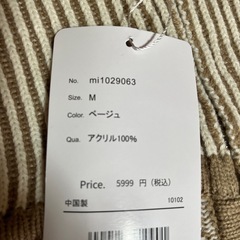 No. mi1029063
Size. M
Color. ベージュ
Qua. アクリル100%
Price. 5999 円（税込）
中国製 10102